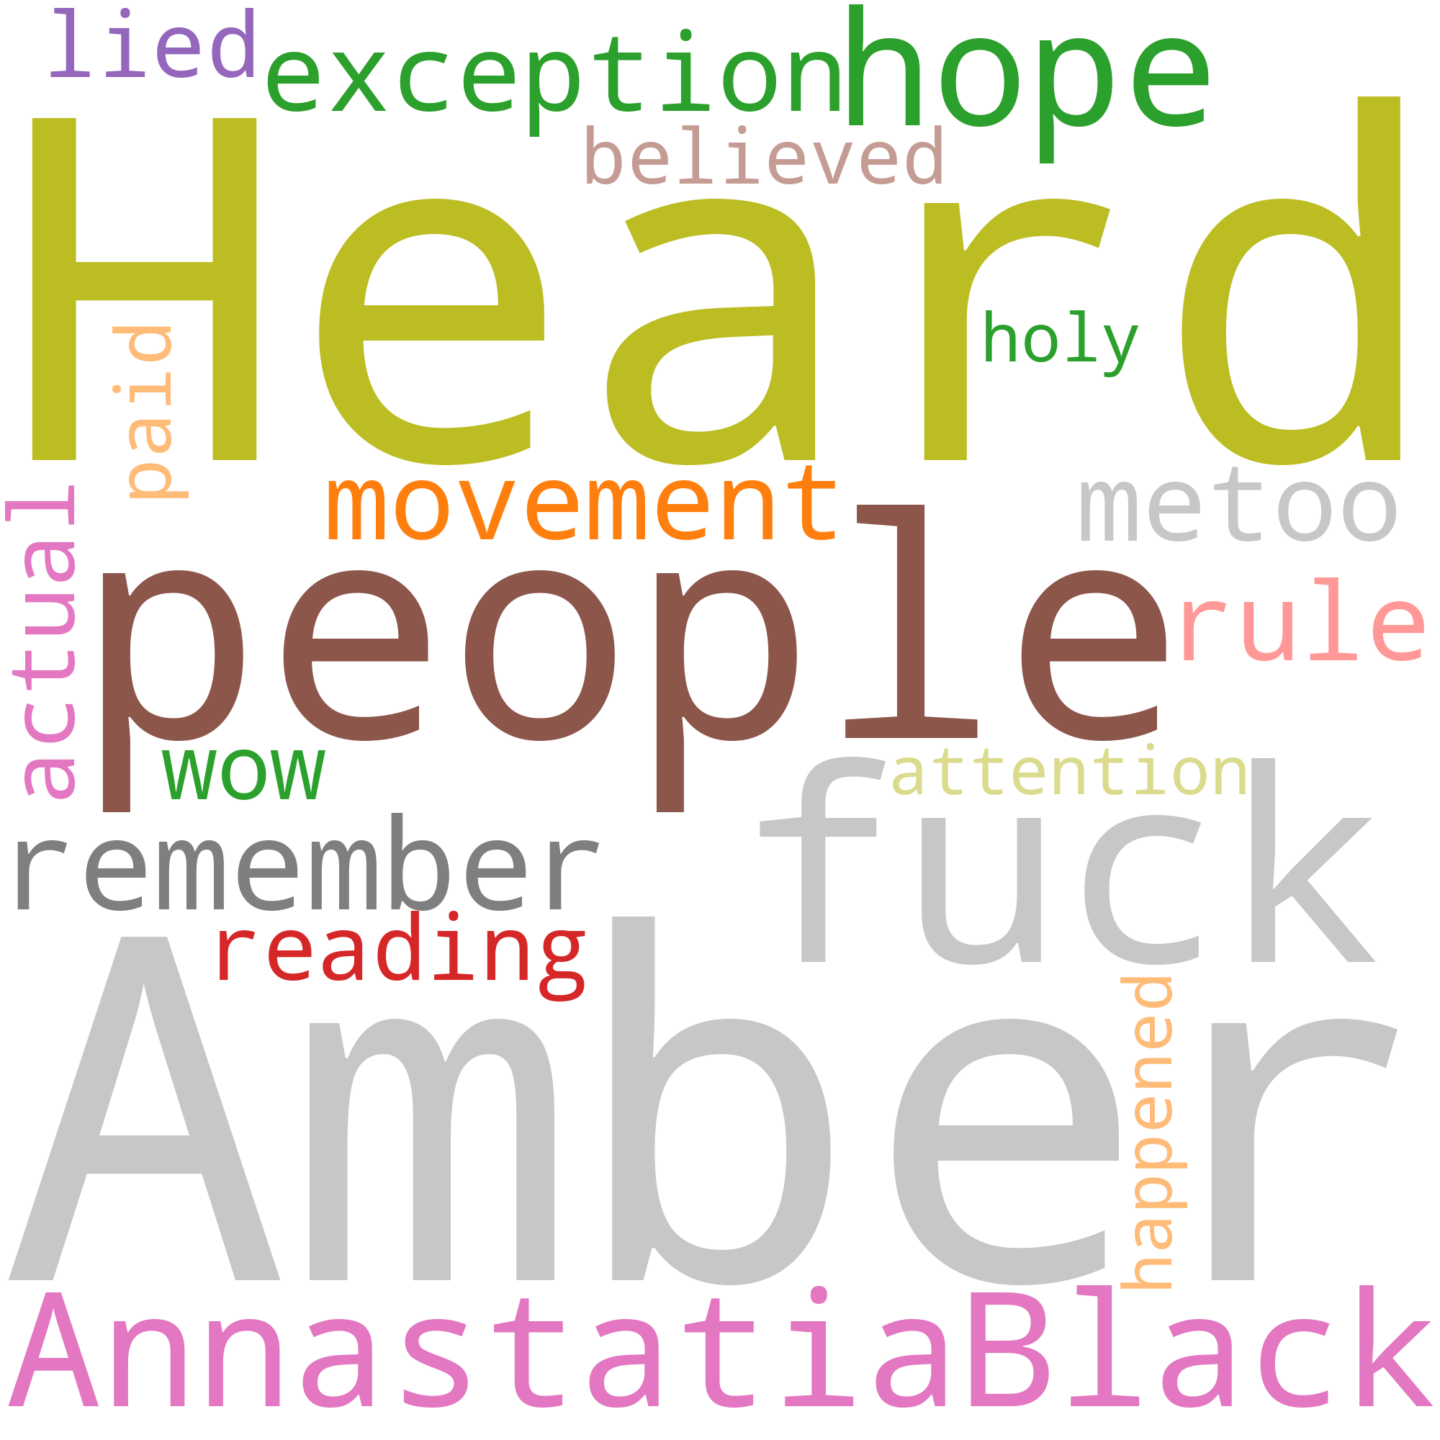 lied
exception
hope
believed
Heard
holy
paid
movement
metoo
actual
people
rule
wow
attention
fuck
remember
reading
Amber
happened
AnnastatiaBlack